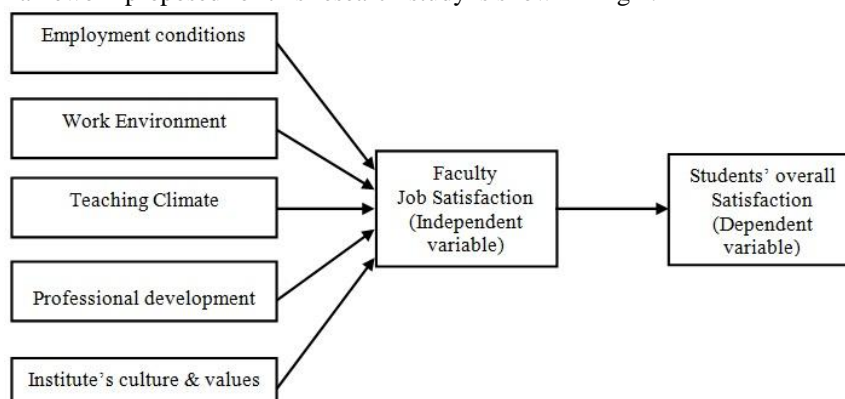 Employment conditions
Work Environment
Teaching Climate
Professional development
Institute's culture & values
Faculty
Job Satisfaction
(Independent
variable)
Students' overall
Satisfaction
(Dependent
variable)